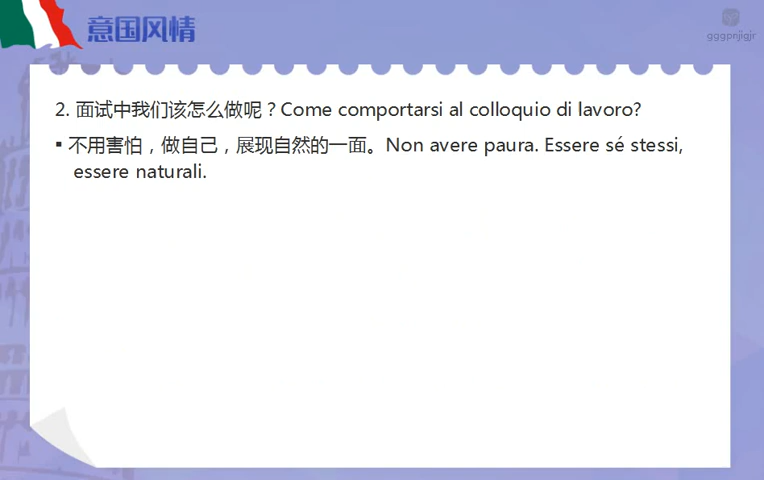 意国风情
gggpnjigjr
2. 面试中我们该怎么做呢？Come comportarsi al colloquio di lavoro?
▪ 不用害怕，做自己，展现自然的一面。Non avere paura. Essere sé stessi,
essere naturali.